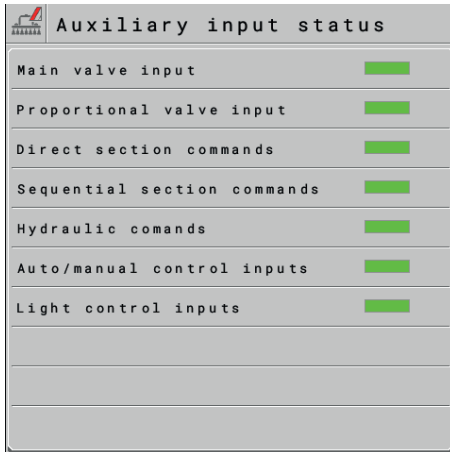 Auxiliary input status
Main valve input
Proportional valve input
Direct section commands
Sequential section commands
Hydraulic comands
Auto/manual control inputs
Light control inputs